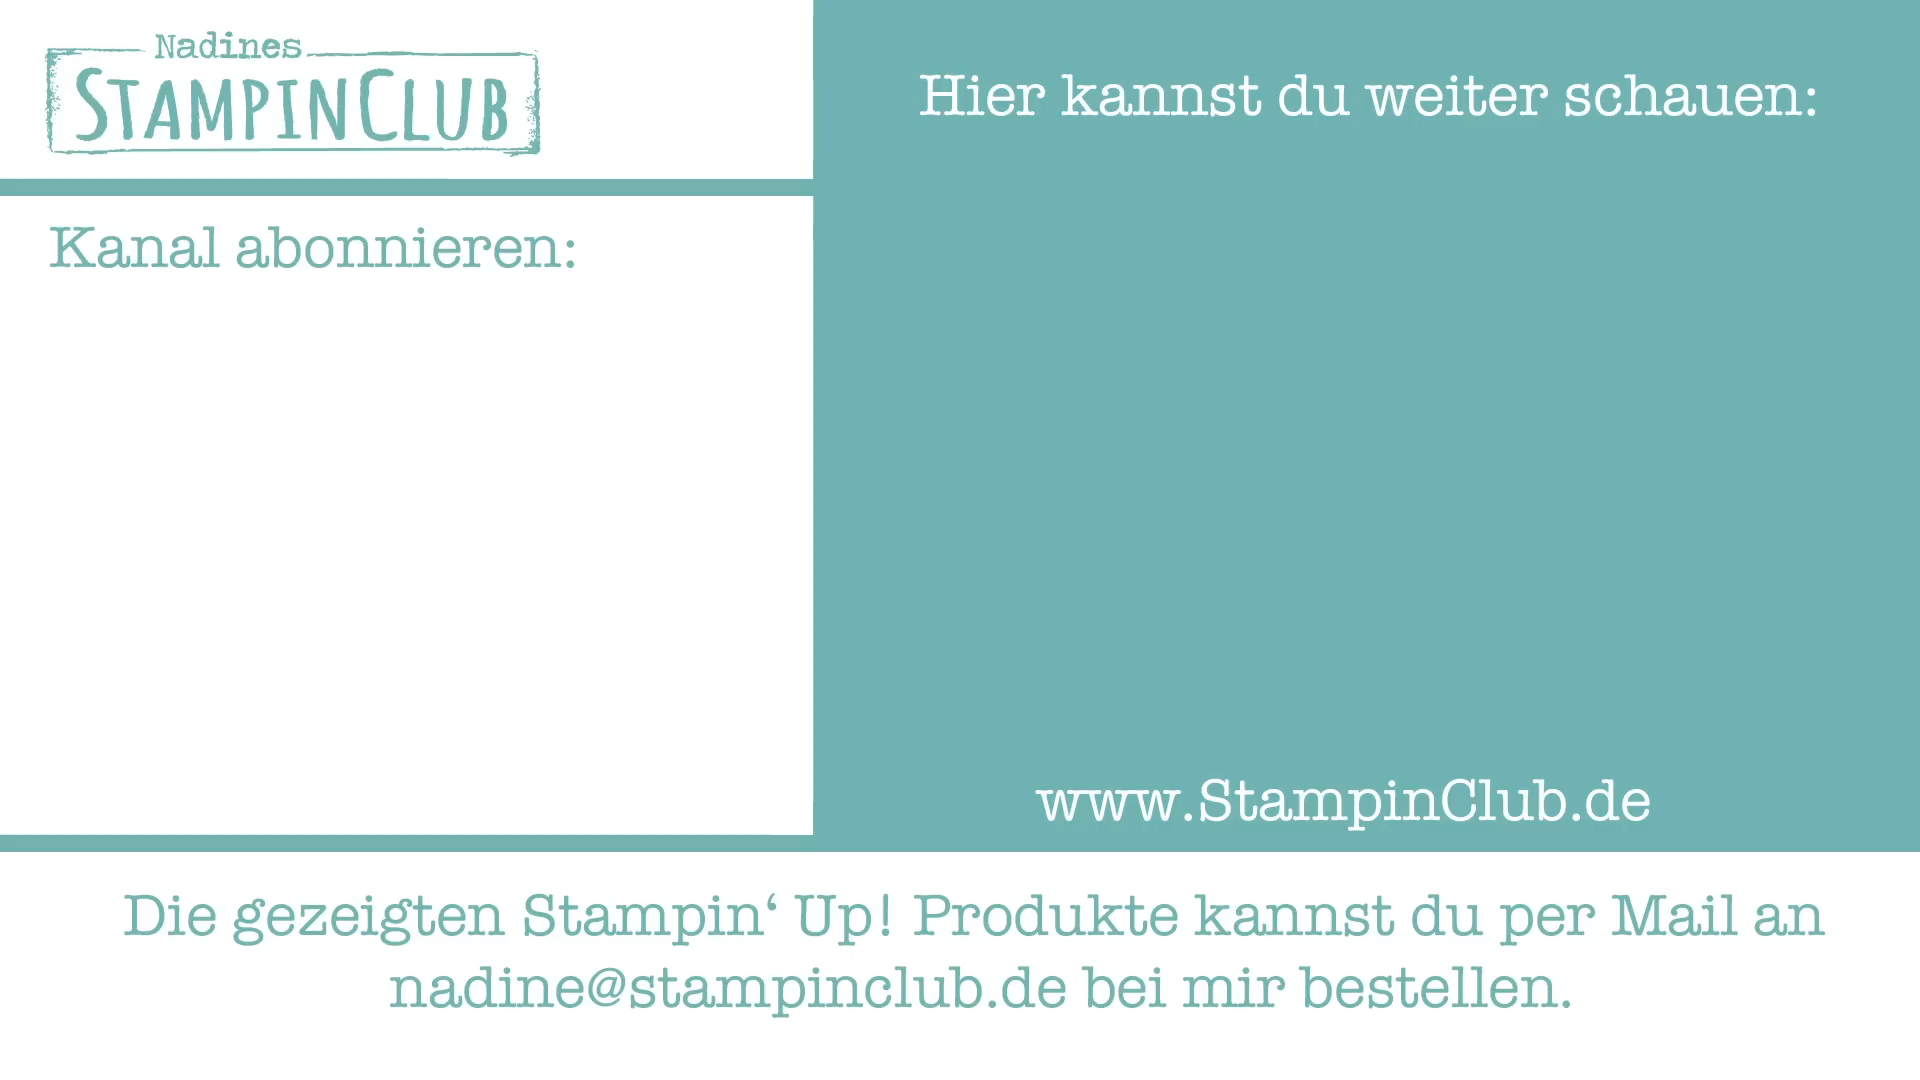 Nadines
STAMPINCLUB
Hier kannst du weiter schauen:
Kanal abonnieren:
www.StampinClub.de
Die gezeigten Stampin‘ Up! Produkte kannst du per Mail an
nadine@stampinclub.de bei mir bestellen.